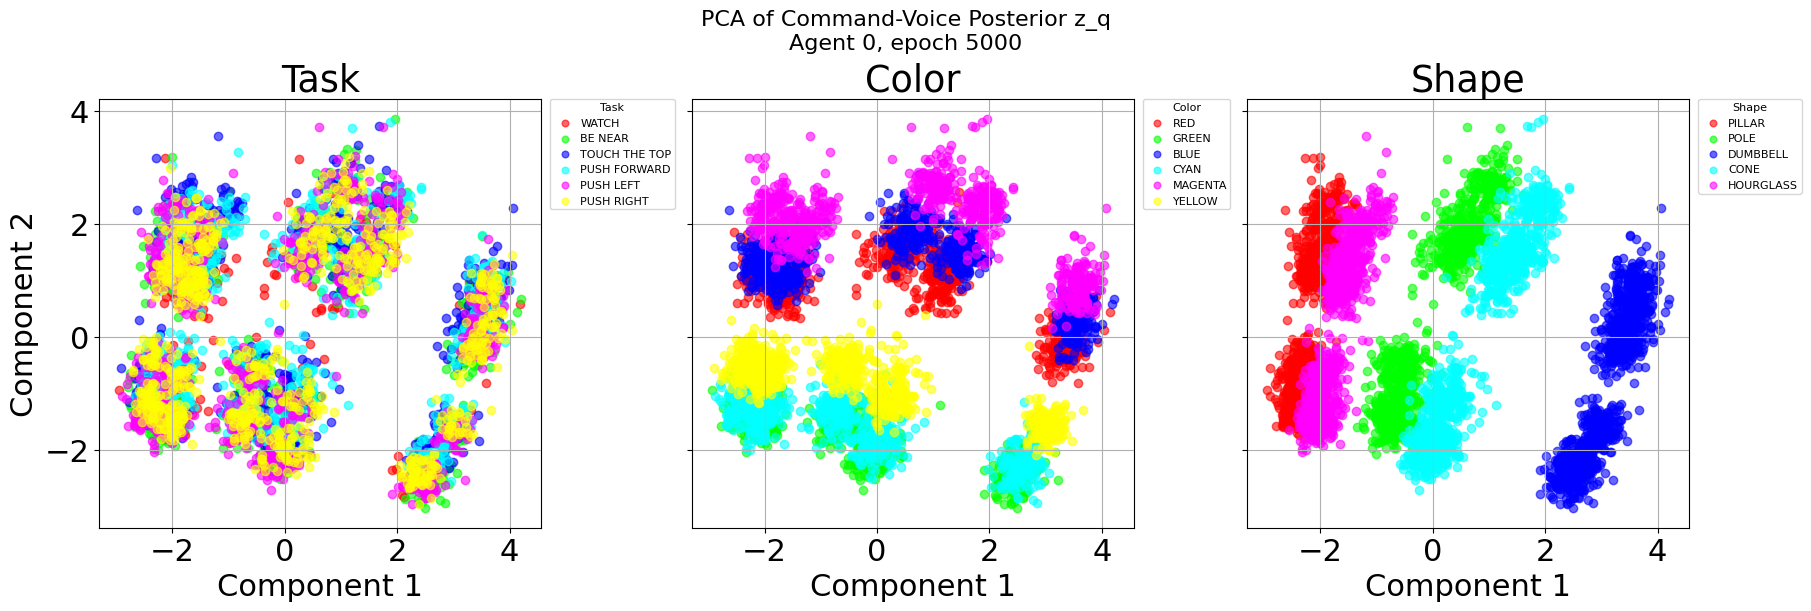 PCA of Command-Voice Posterior z_q
Agent 0, epoch 5000
Task
Color
Shape
Task
WATCH
BE NEAR
TOUCH THE TOP
PUSH FORWARD
PUSH LEFT
PUSH RIGHT
Color
RED
GREEN
BLUE
CYAN
MAGENTA
YELLOW
Shape
PILLAR
POLE
DUMBBELL
CONE
HOURGLASS
Component 2
4
2
0
−2
−2 0 2 4
−2 0 2 4
−2 0 2 4
Component 1
Component 1
Component 1